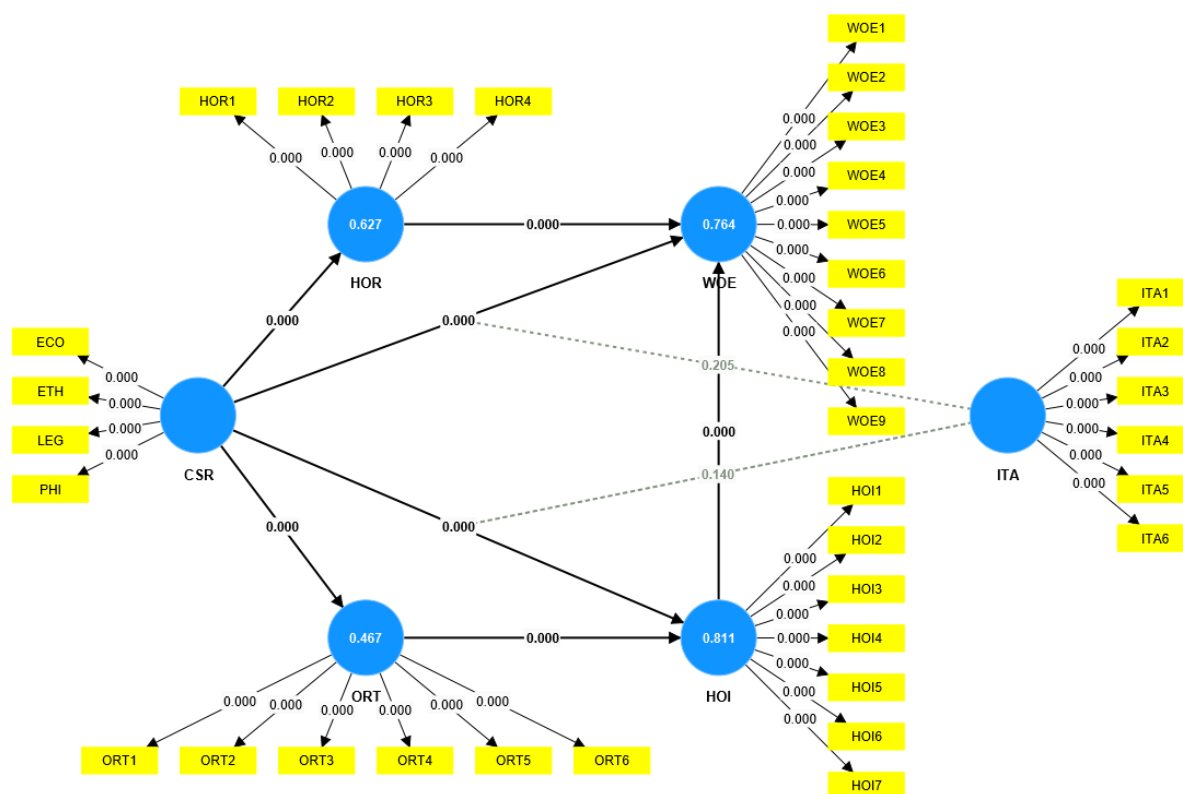 WOE1
WOE2
WOE3
WOE4
WOE5
WOE6
WOE7
WOE8
WOE9
0.000
0.000
0.000
0.000
0.000
0.000
0.000
0.000
0.000
HOR1 HOR2 HOR3 HOR4
0.000 0.000 0.000 0.000
0.627
HOR
0.000
0.764
WOE
0.000
0.000
0.205
0.000
0.140
ECO
ETH
LEG
PHI
0.000
0.000
0.000
0.000
CSR
0.000
0.000
ITA
0.000
0.000
0.000
0.000
0.000
0.000
ITA1
ITA2
ITA3
ITA4
ITA5
ITA6
0.467
ORT
0.000
0.811
HOI
0.000
0.000
0.000
0.000
0.000
0.000
0.000
HOI1
HOI2
HOI3
HOI4
HOI5
HOI6
HOI7
0.000 0.000 0.000 0.000 0.000 0.000
ORT1 ORT2 ORT3 ORT4 ORT5 ORT6